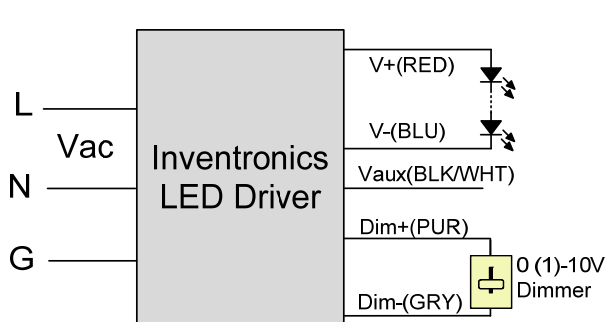 L
Vac
N
G
Inventronics
LED Driver
V+(RED)
V-(BLU)
Vaux(BLK/WHT)
Dim+(PUR)
Dim-(GRY)
0 (1)-10V
Dimmer